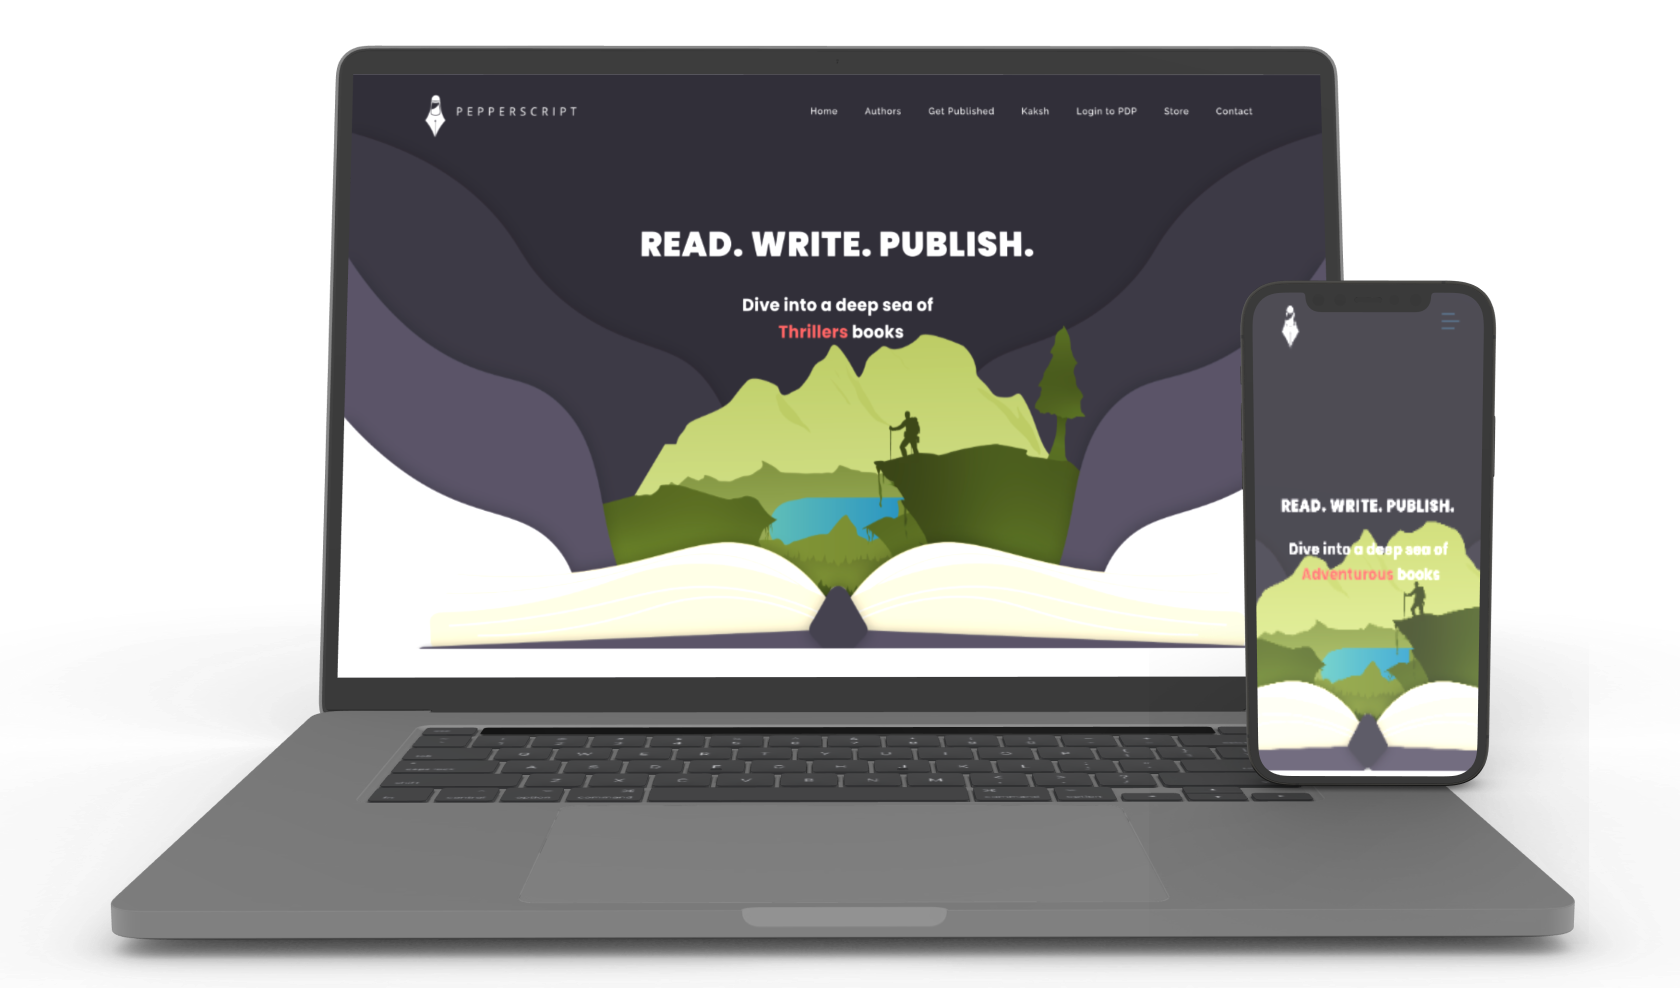 PEPPERSCRIPT
Home Authors Get Published Kaksh Login to PDP Store Contact
READ. WRITE. PUBLISH.
Dive into a deep sea of
Thrillers books
READ. WRITE. PUBLISH.
Dive into a deep sea of
Adventurous books